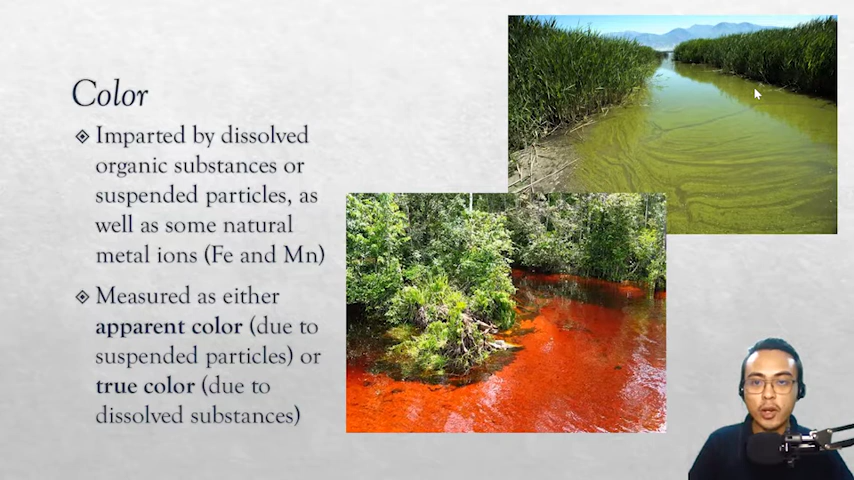 Color
Imparted by dissolved
organic substances or
suspended particles, as
well as some natural
metal ions (Fe and Mn)
Measured as either
apparent color (due to
suspended particles) or
true color (due to
dissolved substances)